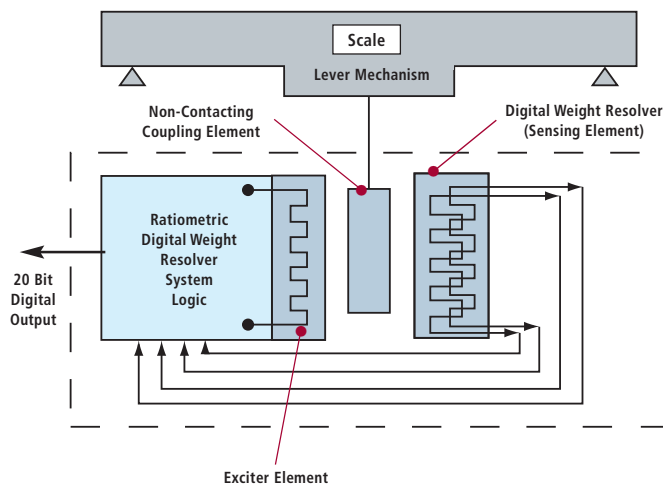 Scale
Lever Mechanism
Non-Contacting
Coupling Element
Digital Weight Resolver
(Sensing Element)
Ratiometric
Digital Weight
Resolver
System
Logic
20 Bit
Digital
Output
Exciter Element